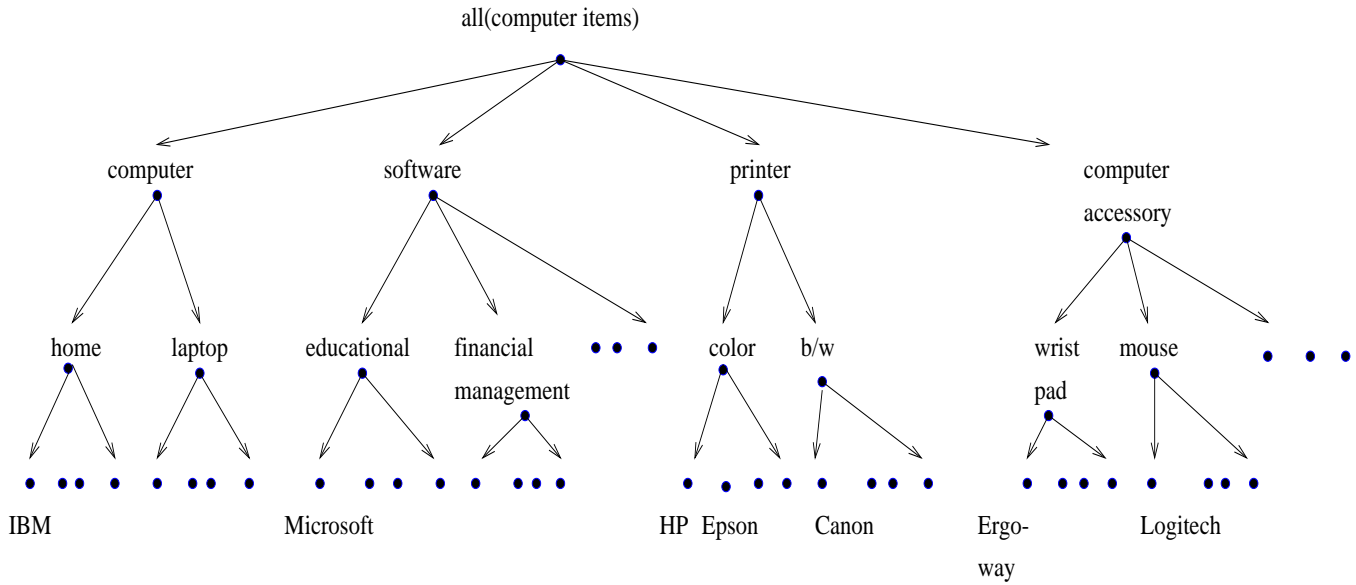 all(computer items)
computer software printer computer
accessory
home laptop educational financial color b/w wrist mouse
management pad
IBM Microsoft HP Epson Canon Ergo- Logitech
way